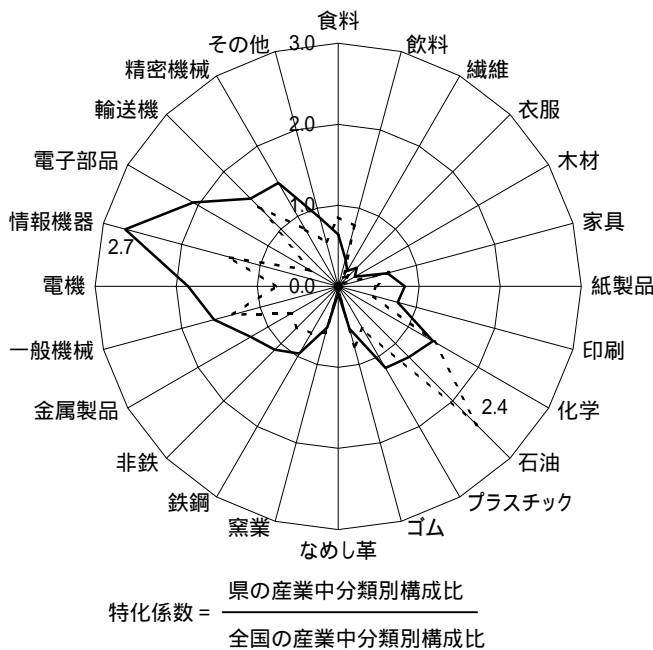 食料
飲料
繊維
衣服
木材
家具
紙製品
印刷
化学
石油
プラスチック
ゴム
なめし革
窯業
鉄鋼
非鉄
金属製品
一般機械
電機
情報機器
電子部品
輸送機
精密機械
その他
3.0
2.0
1.0
0.0
2.7
2.4
特化係数 = 県の産業中分類別構成比
全国の産業中分類別構成比